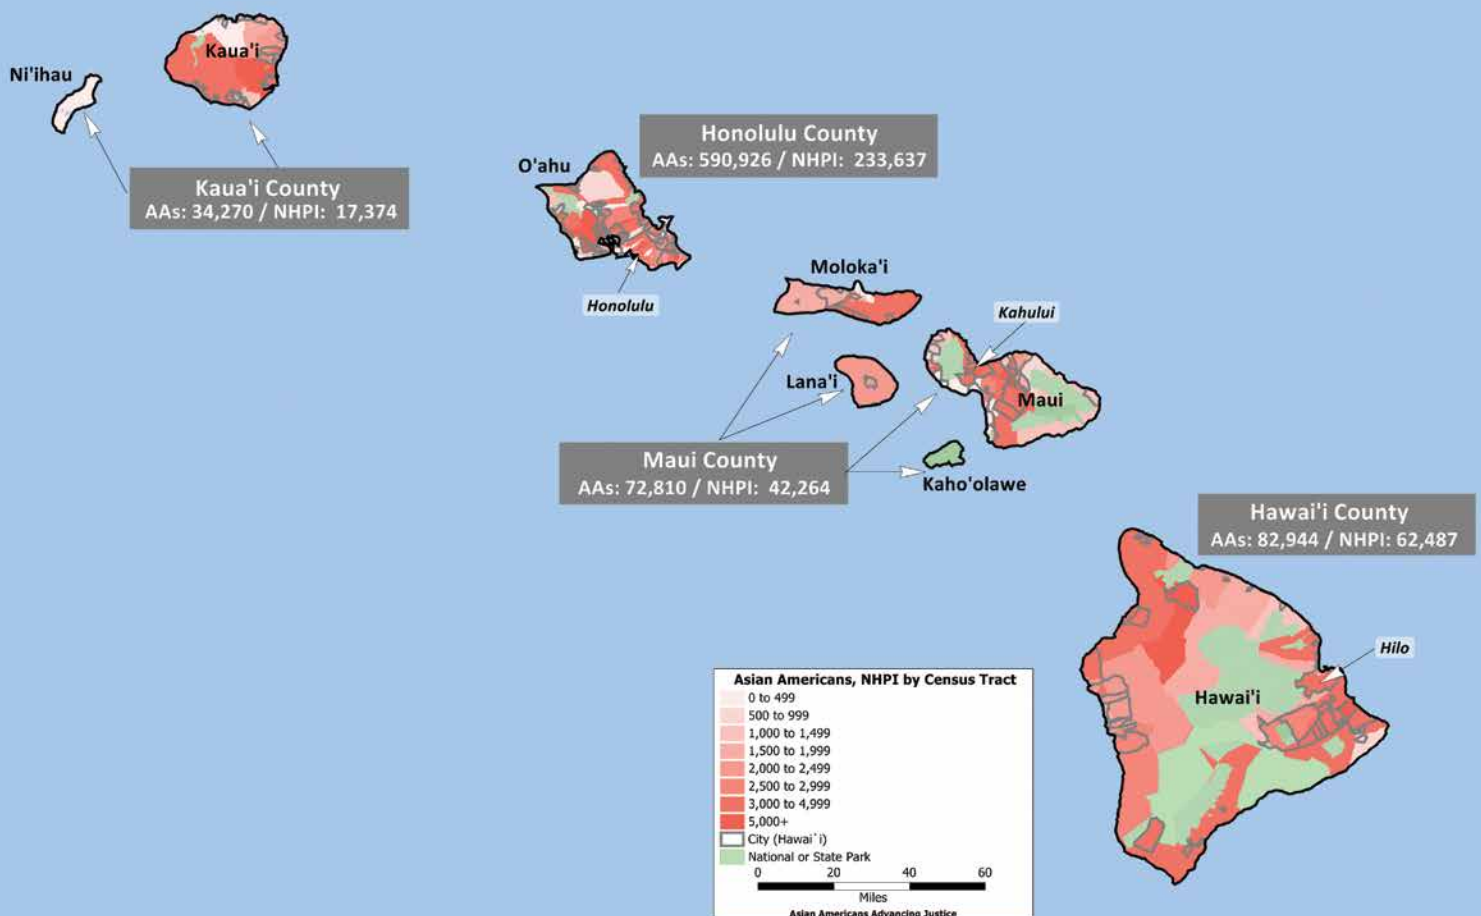 Ni'ihau
Kaua'i
Kaua'i County
AAs: 34,270 / NHPI: 17,374
O'ahu
Honolulu County
AAs: 590,926 / NHPI: 233,637
Honolulu
Moloka'i
Kahului
Lana'i
Maui
Maui County
AAs: 72,810 / NHPI: 42,264
Kaho'olawe
Hawai'i County
AAs: 82,944 / NHPI: 62,487
Hilo
Hawai'i
Asian Americans, NHPI by Census Tract
0 to 499
500 to 999
1,000 to 1,499
1,500 to 1,999
2,000 to 2,499
2,500 to 2,999
3,000 to 4,999
5,000+
City (Hawai`i)
National or State Park
0 20 40 60
Miles
Asian Americans Advancing Justice